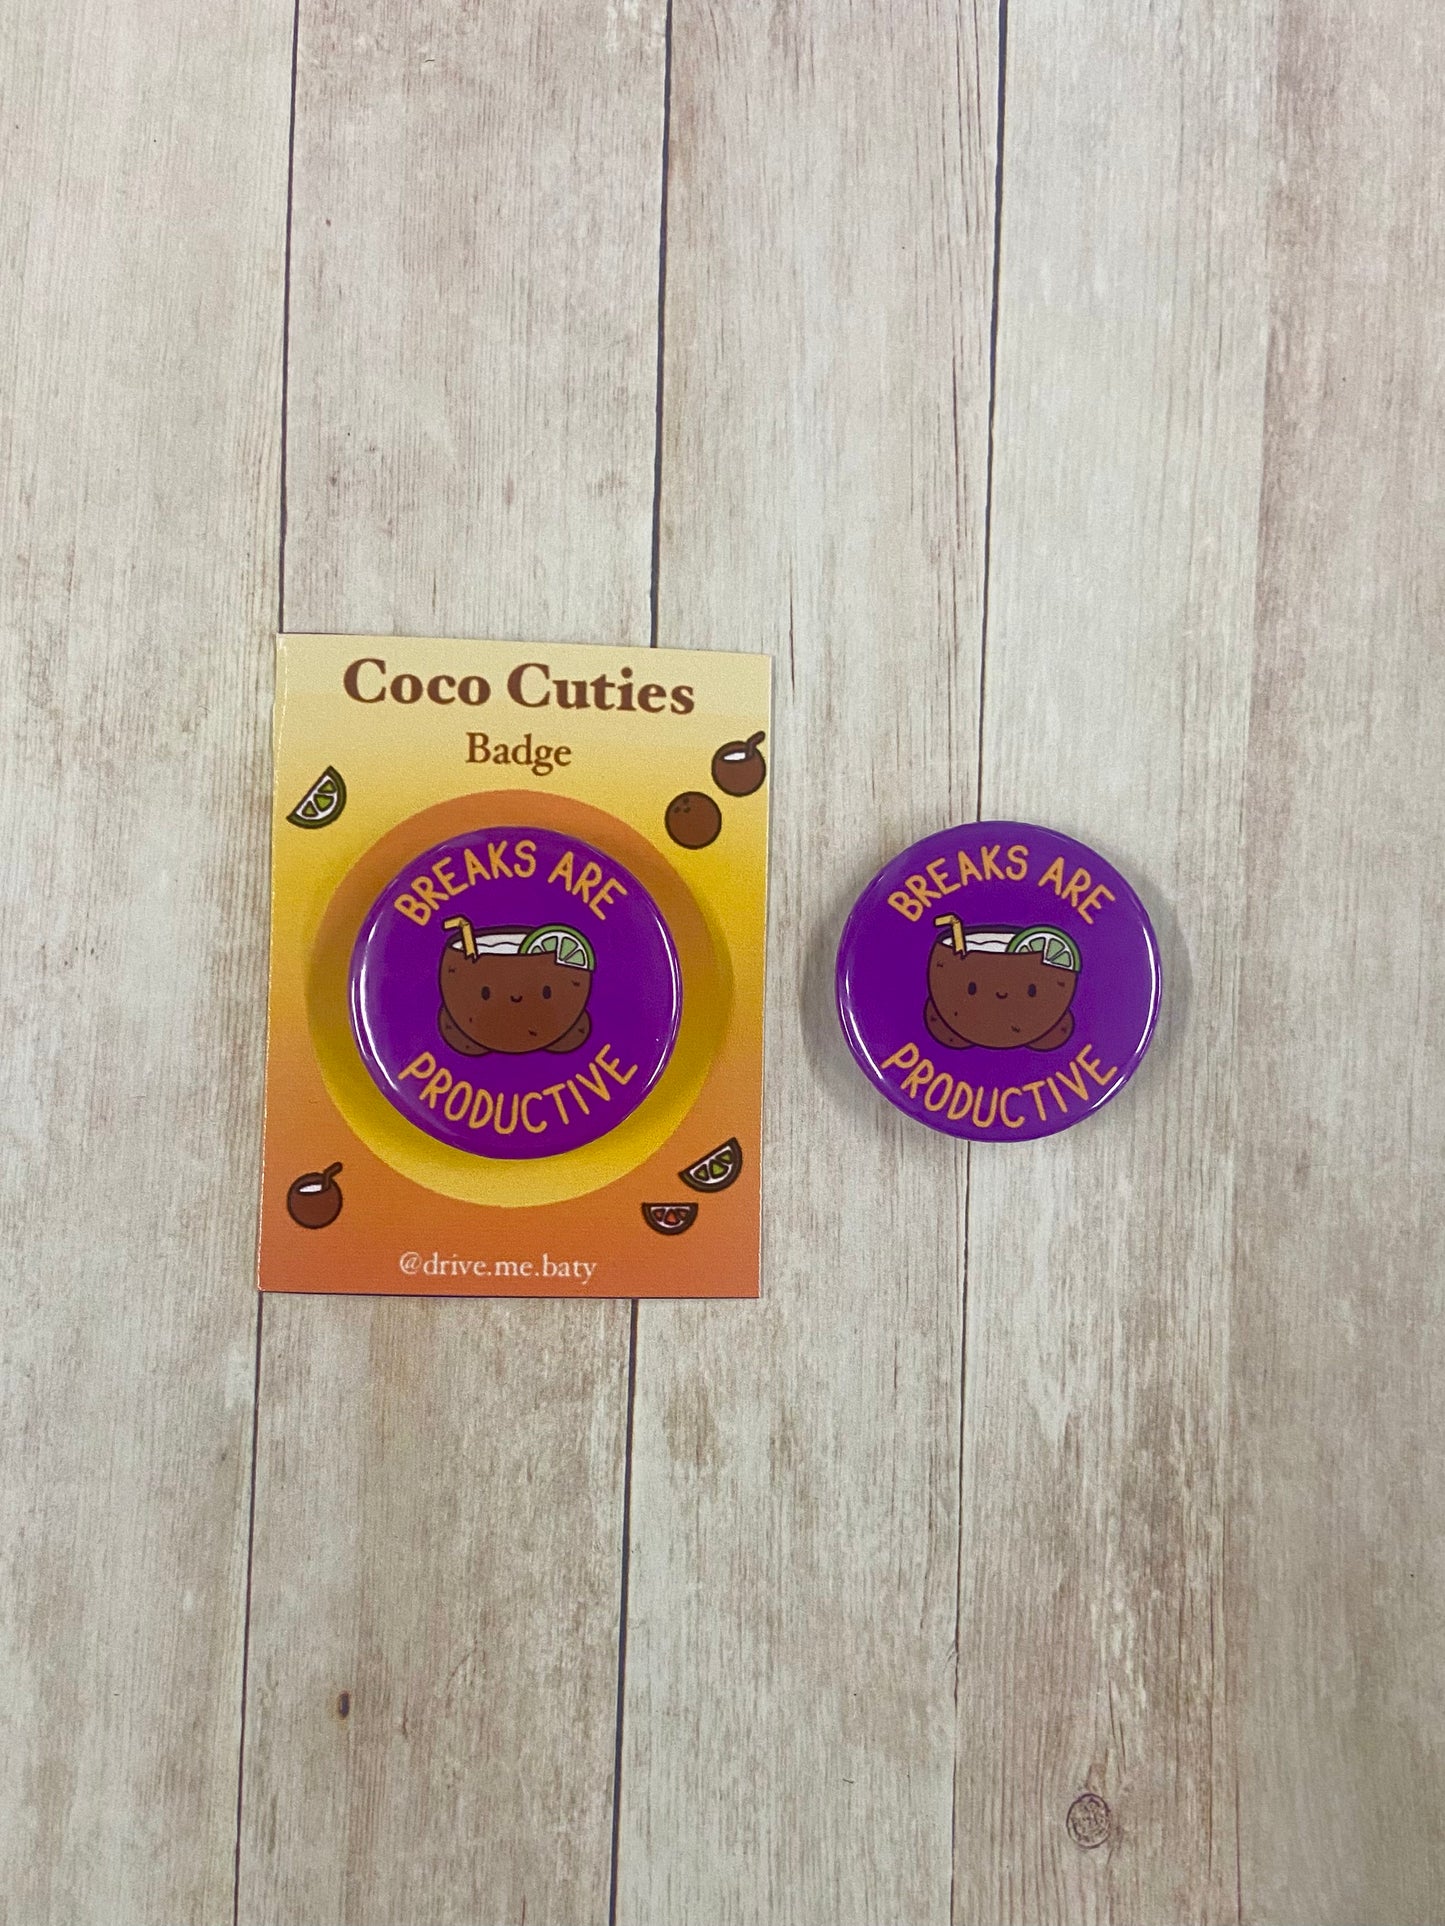 Coco Cuties
Badge
BREAKS ARE
PRODUCTIVE
@drive.me.baty
BREAKS ARE
PRODUCTIVE